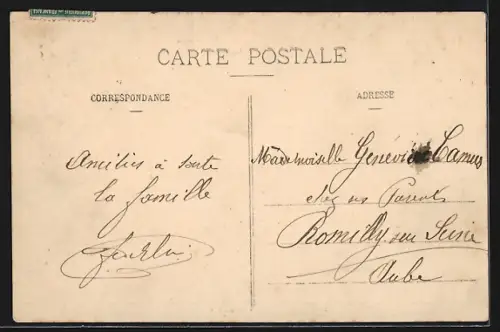 CARTE POSTALE
CORRESPONDANCE
ADRESSE
Amitiés à toute
la famille
Mademoiselle Geneviève Camus
chez ses Parents
Romilly sur Seine
Aube